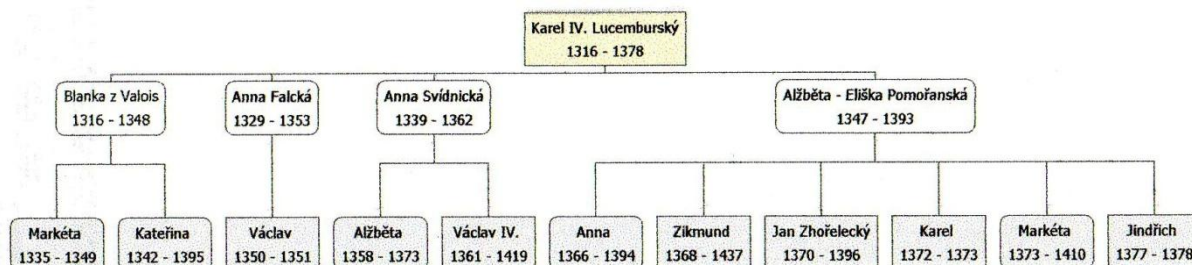 Karel IV. Lucemburský
1316 - 1378
Blanka z Valois
1316 - 1348
Anna Falcká
1329 - 1353
Anna Svídnická
1339 - 1362
Alžběta - Eliška Pomořanská
1347 - 1393
Markéta
1335 - 1349
Kateřina
1342 - 1395
Václav
1350 - 1351
Alžběta
1358 - 1373
Václav IV.
1361 - 1419
Anna
1366 - 1394
Zikmund
1368 - 1437
Jan Zhořelecký
1370 - 1396
Karel
1372 - 1373
Markéta
1373 - 1410
Jindřich
1377 - 1378